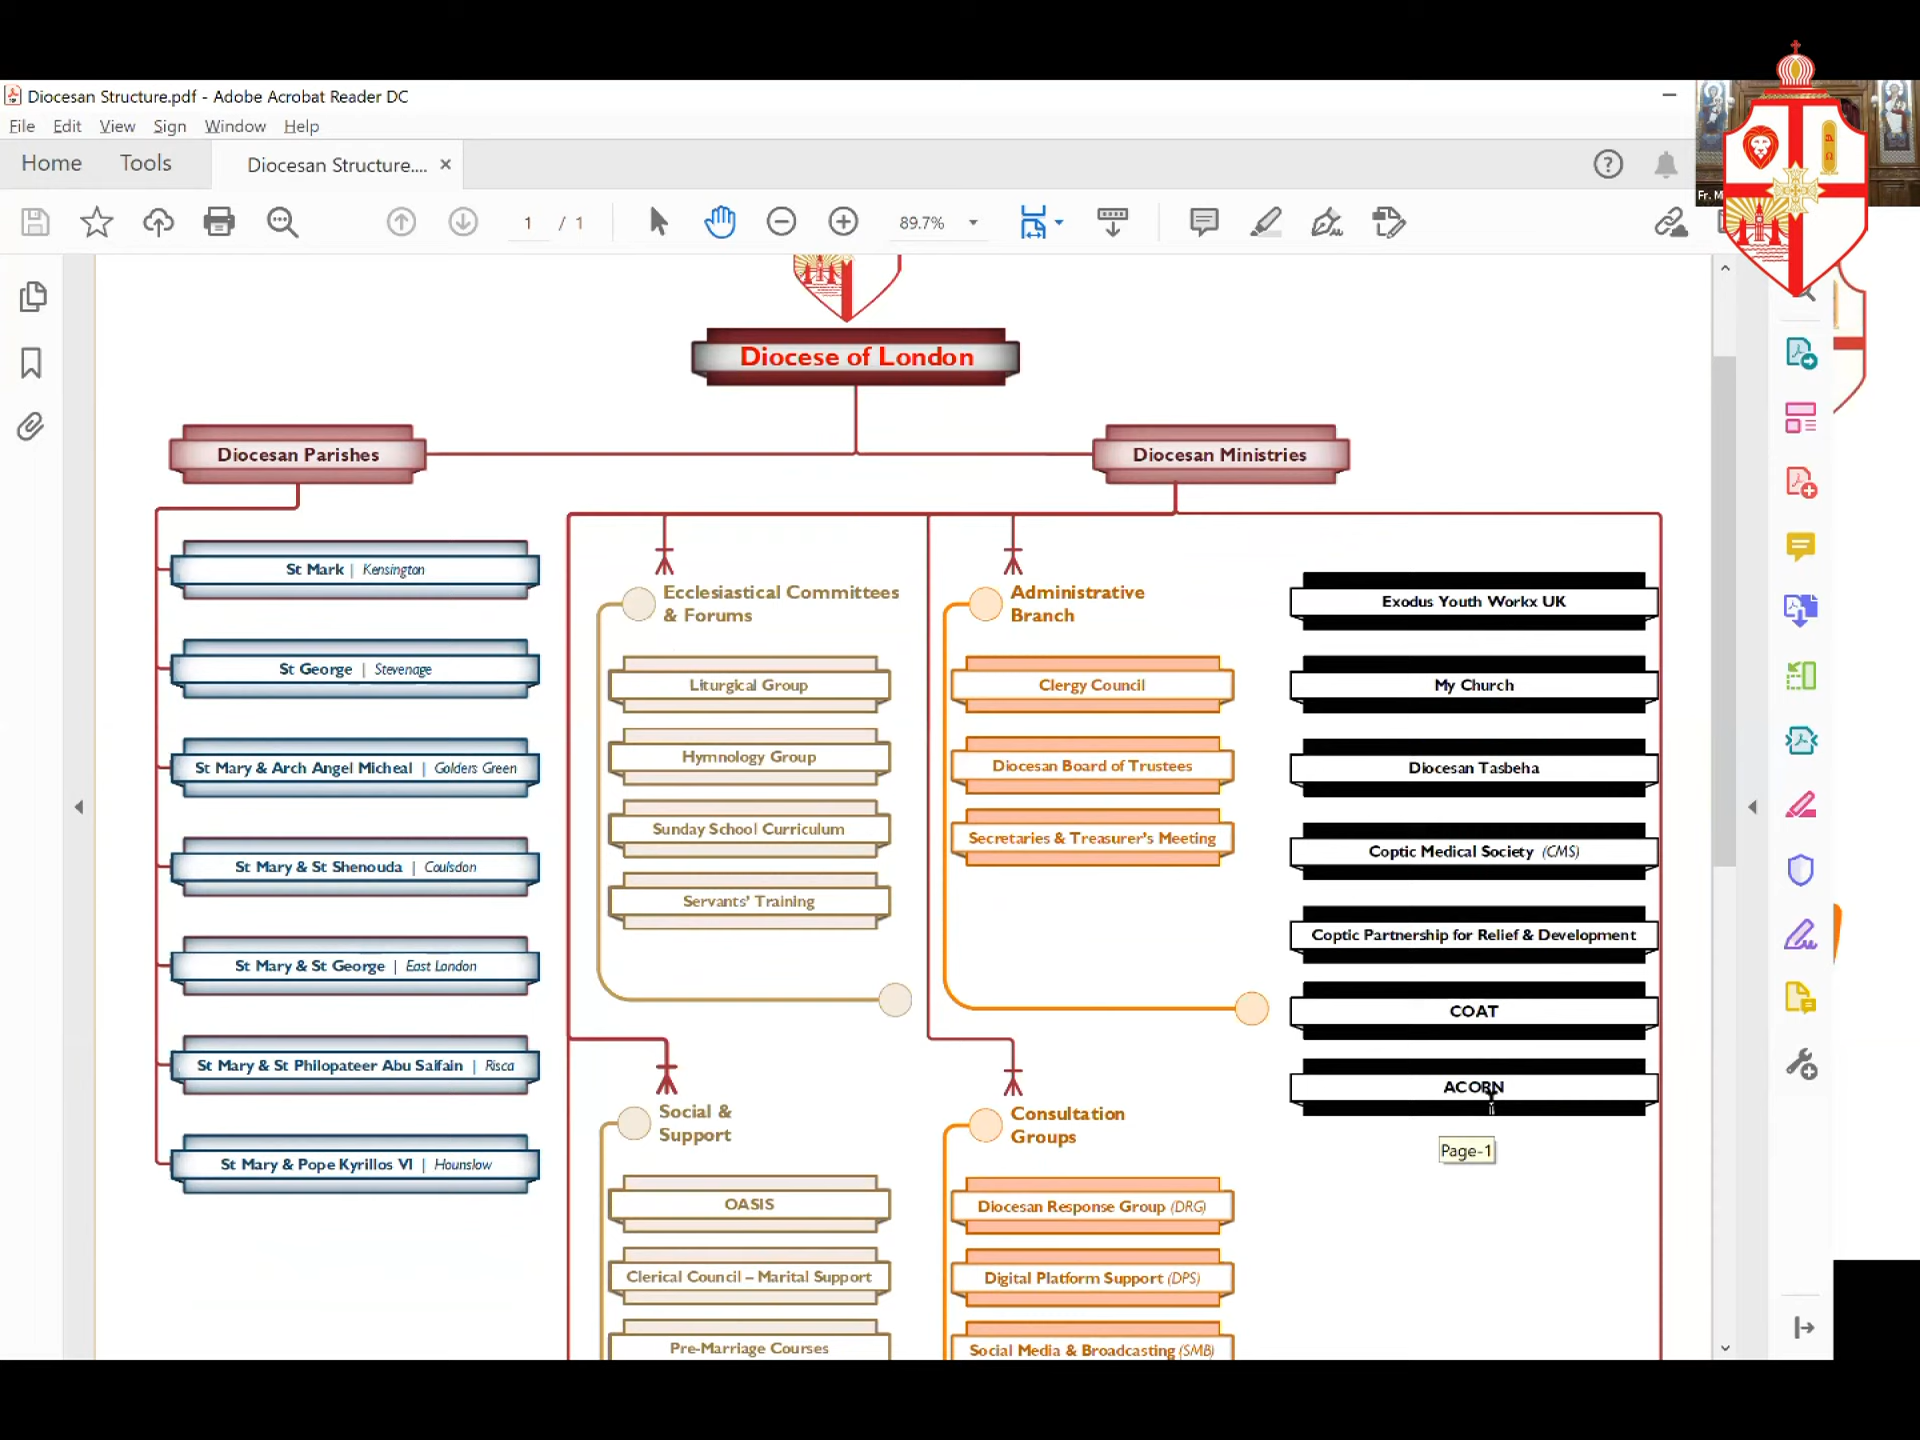 Diocesan Structure.pdf - Adobe Acrobat Reader DC
File Edit View Sign Window Help
Home Tools Diocesan Structure....
1 / 1 89.7%
Fr. M
Diocese of London
Diocesan Parishes
Diocesan Ministries
St Mark | Kensington
St George | Stevenage
St Mary & Arch Angel Micheal | Golders Green
St Mary & St Shenouda | Coulsdon
St Mary & St George | East London
St Mary & St Philopateer Abu Saifain | Risca
St Mary & Pope Kyrillos VI | Hounslow
Ecclesiastical Committees
& Forums
Liturgical Group
Hymnology Group
Sunday School Curriculum
Servants' Training
Social &
Support
OASIS
Clerical Council – Marital Support
Pre-Marriage Courses
Administrative
Branch
Clergy Council
Diocesan Board of Trustees
Secretaries & Treasurer's Meeting
Consultation
Groups
Diocesan Response Group (DRG)
Digital Platform Support (DPS)
Social Media & Broadcasting (SMB)
Exodus Youth Workx UK
My Church
Diocesan Tasbeha
Coptic Medical Society (CMS)
Coptic Partnership for Relief & Development
COAT
ACORN
Page-1